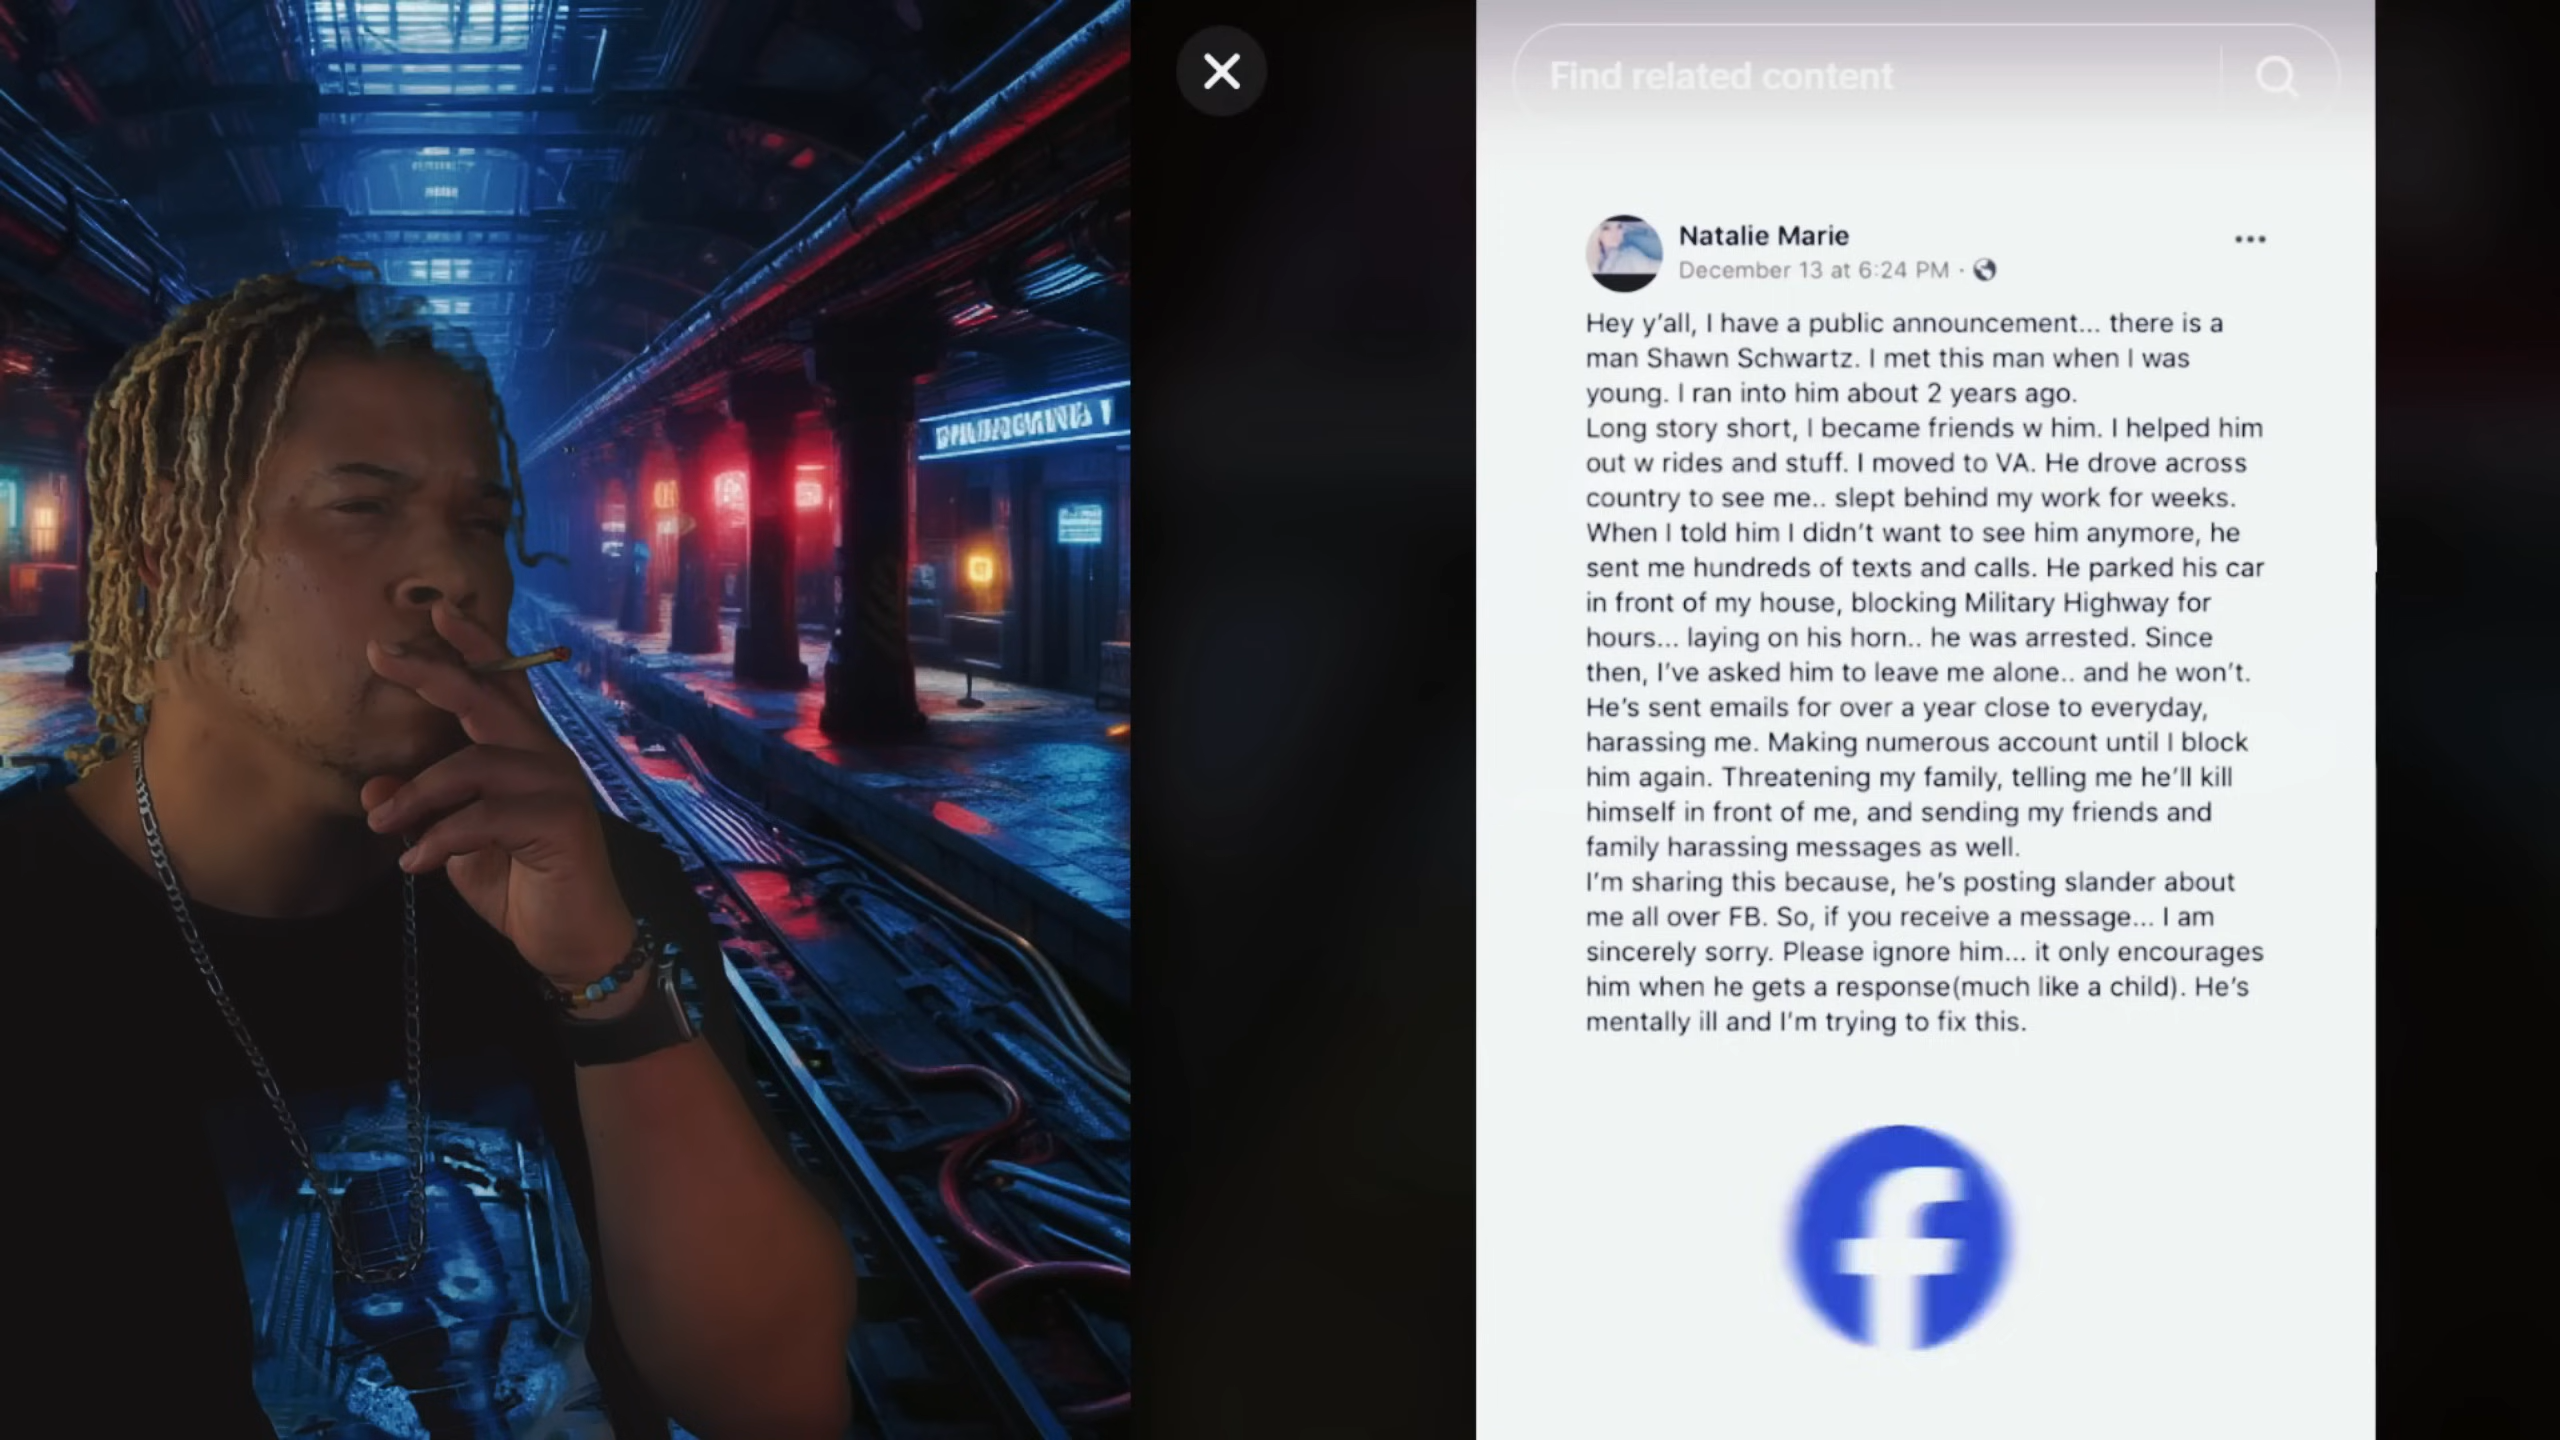 Find related content
Natalie Marie
December 13 at 6:24 PM ·
Hey y'all, I have a public announcement... there is a
man Shawn Schwartz. I met this man when I was
young. I ran into him about 2 years ago.
Long story short, I became friends w him. I helped him
out w rides and stuff. I moved to VA. He drove across
country to see me.. slept behind my work for weeks.
When I told him I didn't want to see him anymore, he
sent me hundreds of texts and calls. He parked his car
in front of my house, blocking Military Highway for
hours... laying on his horn.. he was arrested. Since
then, I've asked him to leave me alone.. and he won't.
He's sent emails for over a year close to everyday,
harassing me. Making numerous account until I block
him again. Threatening my family, telling me he'll kill
himself in front of me, and sending my friends and
family harassing messages as well.
I'm sharing this because, he's posting slander about
me all over FB. So, if you receive a message... I am
sincerely sorry. Please ignore him... it only encourages
him when he gets a response(much like a child). He's
mentally ill and I'm trying to fix this.
f